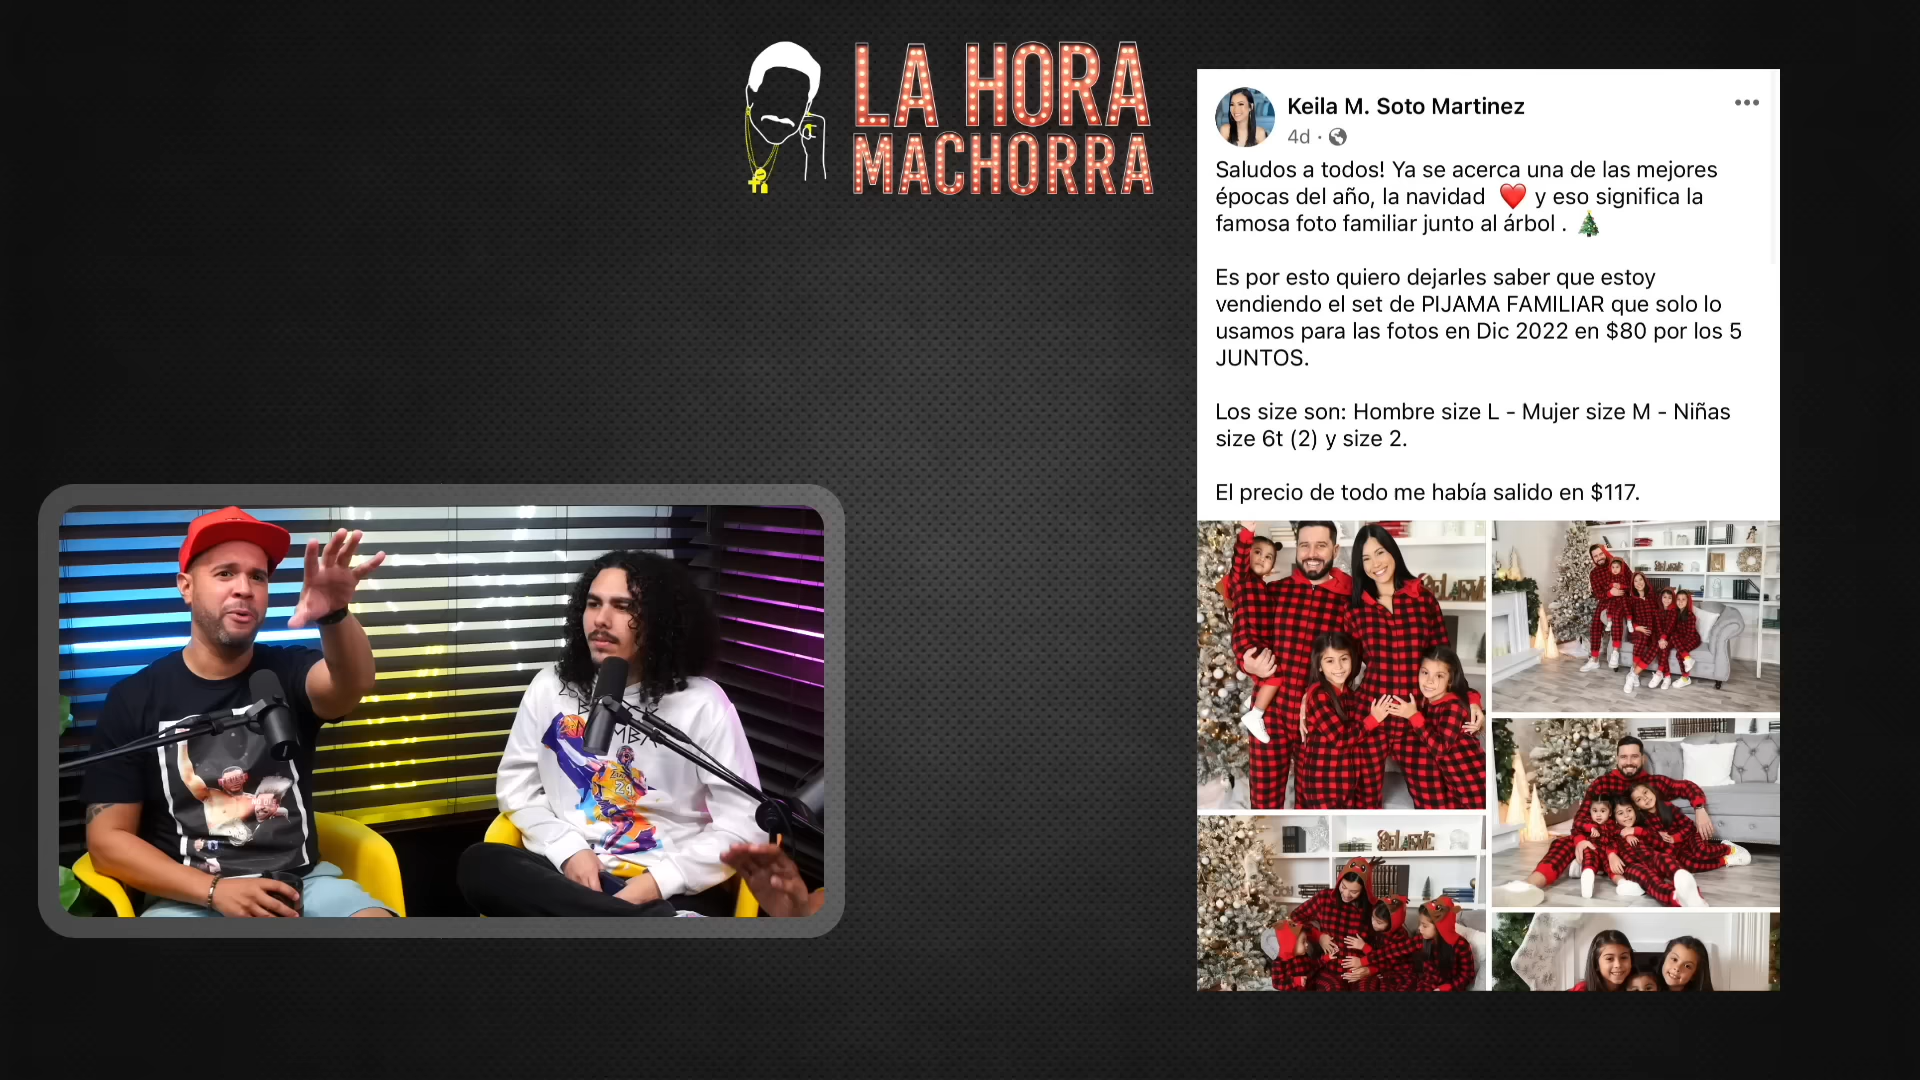 LA HORA
MACHORRA
Keila M. Soto Martinez
4d ·
Saludos a todos! Ya se acerca una de las mejores
épocas del año, la navidad ❤️ y eso significa la
famosa foto familiar junto al árbol . 🎄
Es por esto quiero dejarles saber que estoy
vendiendo el set de PIJAMA FAMILIAR que solo lo
usamos para las fotos en Dic 2022 en $80 por los 5
JUNTOS.
Los size son: Hombre size L - Mujer size M - Niñas
size 6t (2) y size 2.
El precio de todo me había salido en $117.
24
BELIEVE